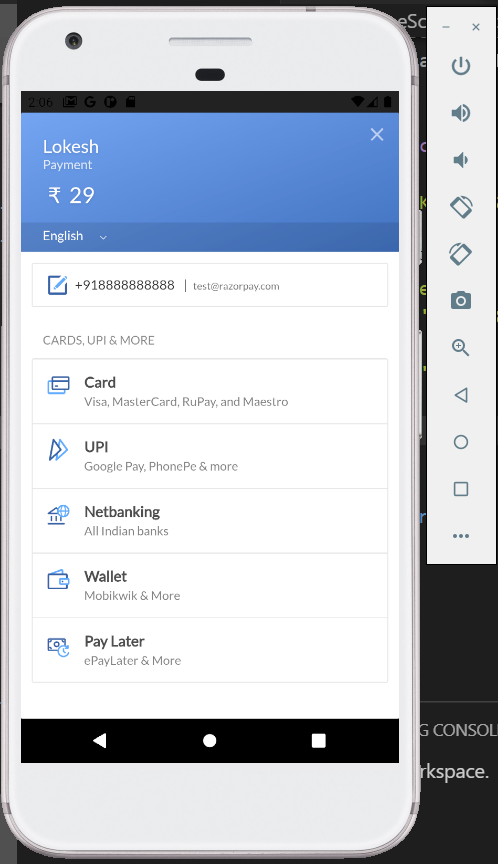 eSc
2:06
Lokesh
Payment
₹ 29
English
+918888888888 | test@razorpay.com
CARDS, UPI & MORE
Card
Visa, MasterCard, RuPay, and Maestro
UPI
Google Pay, PhonePe & more
Netbanking
All Indian banks
Wallet
Mobikwik & More
Pay Later
ePayLater & More
G CONSOL
rkspace.